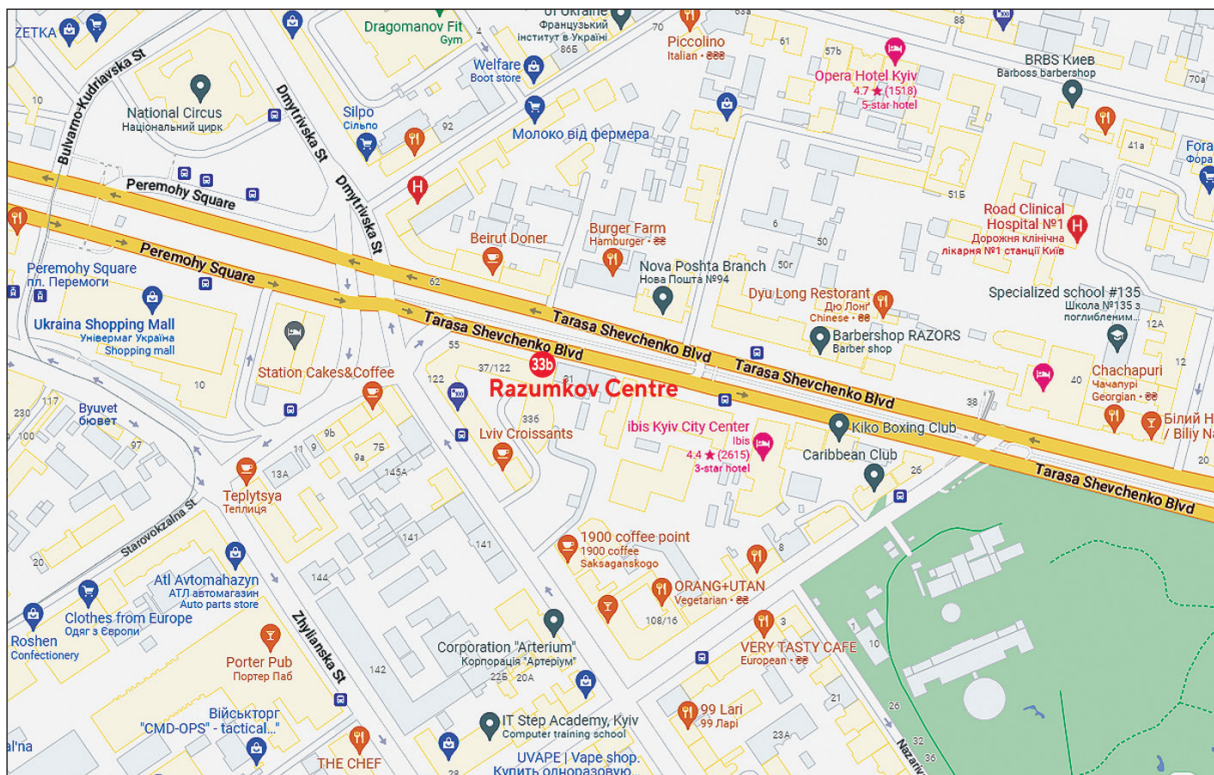 ZETKA
Bulvarno-Kudriavska St
National Circus
Національний цирк
Dragomanov Fit
Gym
of Ukraine
Французький
інститут в Україні
86Б
63a
88
4
Piccolino
Italian • ₴₴₴
61
57b
Opera Hotel Kyiv
4.7 ★ (1518)
5-star hotel
BRBS Киев
Barboss barbershop
70a
Welfare
Boot store
Dmytrivska St
Silpo
Сільпо
92
Молоко від фермера
41a
Fora
Фора
10
Peremohy Square
Dmytrivska St
51Б
6
50
50г
Road Clinical
Hospital №1
Дорожня клінічна
лікарня №1 станції Київ
Beirut Doner
Burger Farm
Hamburger • ₴₴
Peremohy Square
62
Nova Poshta Branch
Нова Пошта №94
Peremohy Square
пл. Перемоги
Dyu Long Restorant
Дю Лонґ
Chinese • ₴₴
Specialized school #135
Школа №135 з
поглибленим...
12A
Ukraina Shopping Mall
Універмаг Україна
Shopping mall
Tarasa Shevchenko Blvd
Tarasa Shevchenko Blvd
Barbershop RAZORS
Barber shop
Tarasa Shevchenko Blvd
12
55
33b
Razumkov Centre
37/122
31
122
Station Cakes&Coffee
10
40
Chachapuri
Чачапурі
Georgian • ₴₴
230
117
37
100
Byuvet
бювет
97
38
Білий Н
/ Biliy Na
336
Lviv Croissants
ibis Kyiv City Center
Ibis
4.4 ★ (2615)
3-star hotel
Kiko Boxing Club
Caribbean Club
26
Tarasa Shevchenko Blvd
20
11
9b
9a
7Б
13A
145A
Teplytsya
Теплиця
Starovokzalna St
20
141
141
144
1900 coffee point
1900 coffee
Saksaganskogo
8
Atl Avtomahazyn
АТЛ автомагазин
Auto parts store
Clothes from Europe
Одяг з Європи
ORANG+UTAN
Vegetarian • ₴₴
108/16
Roshen
Confectionery
Zhylianska St
Corporation "Arterium"
Корпорація "Артеріум"
3
7
10
VERY TASTY CAFE
European • ₴₴
Porter Pub
Портер Паб
142
22Б
20A
21
Військторг
"CMD-OPS" - tactical..."
IT Step Academy, Kyiv
Computer training school
99 Lari
99 Ларі
23A
32
36
al'na
THE CHEF
28
UVAPE | Vape shop.
Купить одноразовую...
26
Nazariv